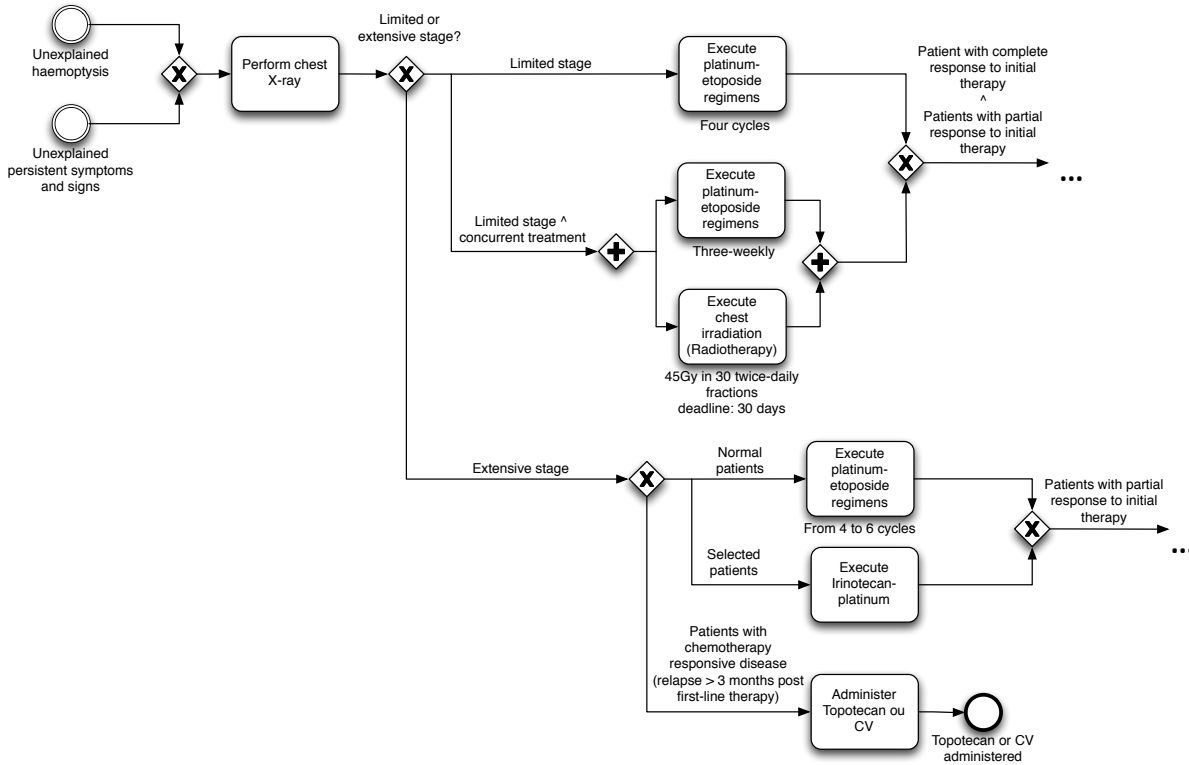 Unexplained
haemoptysis
Unexplained
persistent symptoms
and signs
Perform chest
X-ray
Limited or
extensive stage?
Limited stage
Execute
platinum-
etoposide
regimens
Four cycles
Limited stage ^
concurrent treatment
Execute
platinum-
etoposide
regimens
Three-weekly
Execute
chest
irradiation
(Radiotherapy)
45Gy in 30 twice-daily
fractions
deadline: 30 days
Patient with complete
response to initial
therapy
^
Patients with partial
response to initial
therapy
...
Extensive stage
Normal
patients
Execute
platinum-
etoposide
regimens
From 4 to 6 cycles
Selected
patients
Execute
Irinotecan-
platinum
Patients with partial
response to initial
therapy
...
Patients with
chemotherapy
responsive disease
(relapse > 3 months post
first-line therapy)
Administer
Topotecan ou
CV
Topotecan or CV
administered